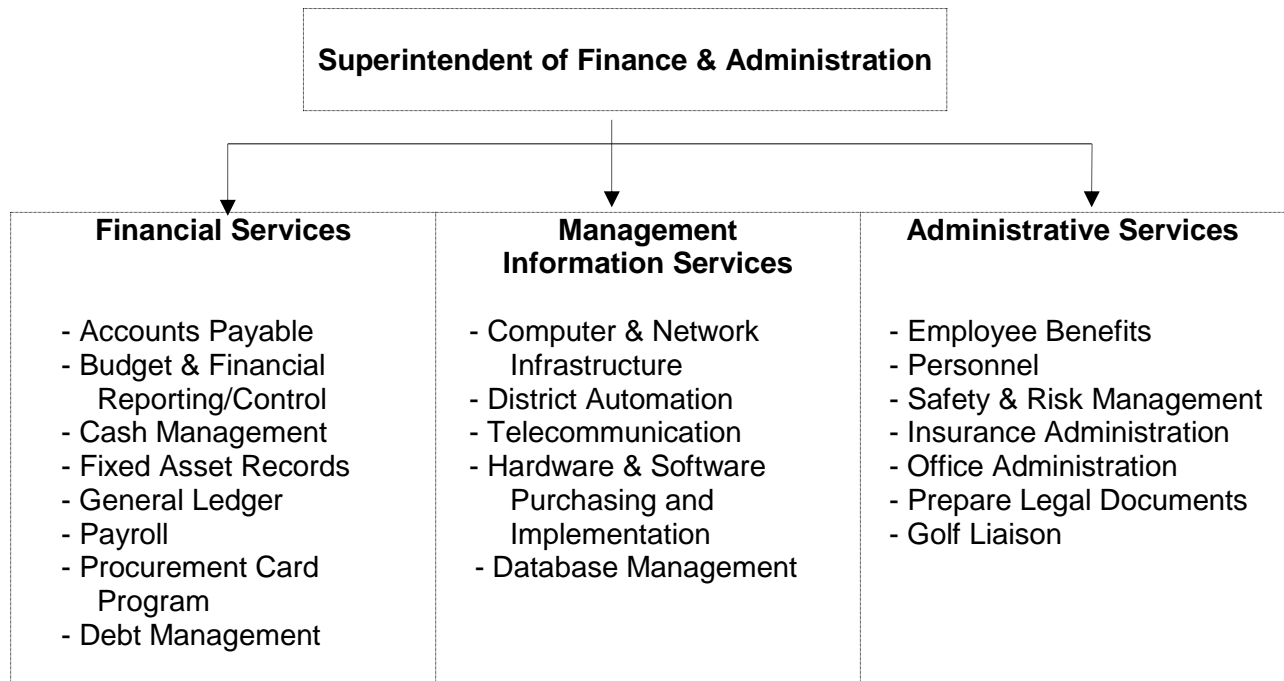 Superintendent of Finance & Administration
Financial Services
- Accounts Payable
- Budget & Financial
Reporting/Control
- Cash Management
- Fixed Asset Records
- General Ledger
- Payroll
- Procurement Card
Program
- Debt Management
Management
Information Services
- Computer & Network
Infrastructure
- District Automation
- Telecommunication
- Hardware & Software
Purchasing and
Implementation
- Database Management
Administrative Services
- Employee Benefits
- Personnel
- Safety & Risk Management
- Insurance Administration
- Office Administration
- Prepare Legal Documents
- Golf Liaison